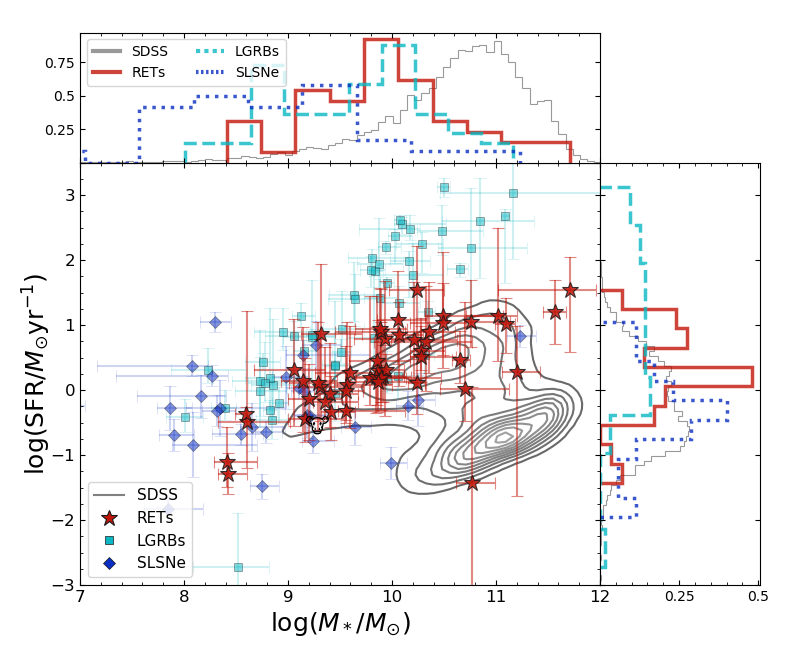 SDSS
RETs
LGRBs
SLSNe
0.75
0.5
0.25
3
2
1
0
−1
−2
−3
log(SFR/M⊙yr⁻¹)
SDSS
RETs
LGRBs
SLSNe
7 8 9 10 11 12
0.25 0.5
log(M*/M⊙)